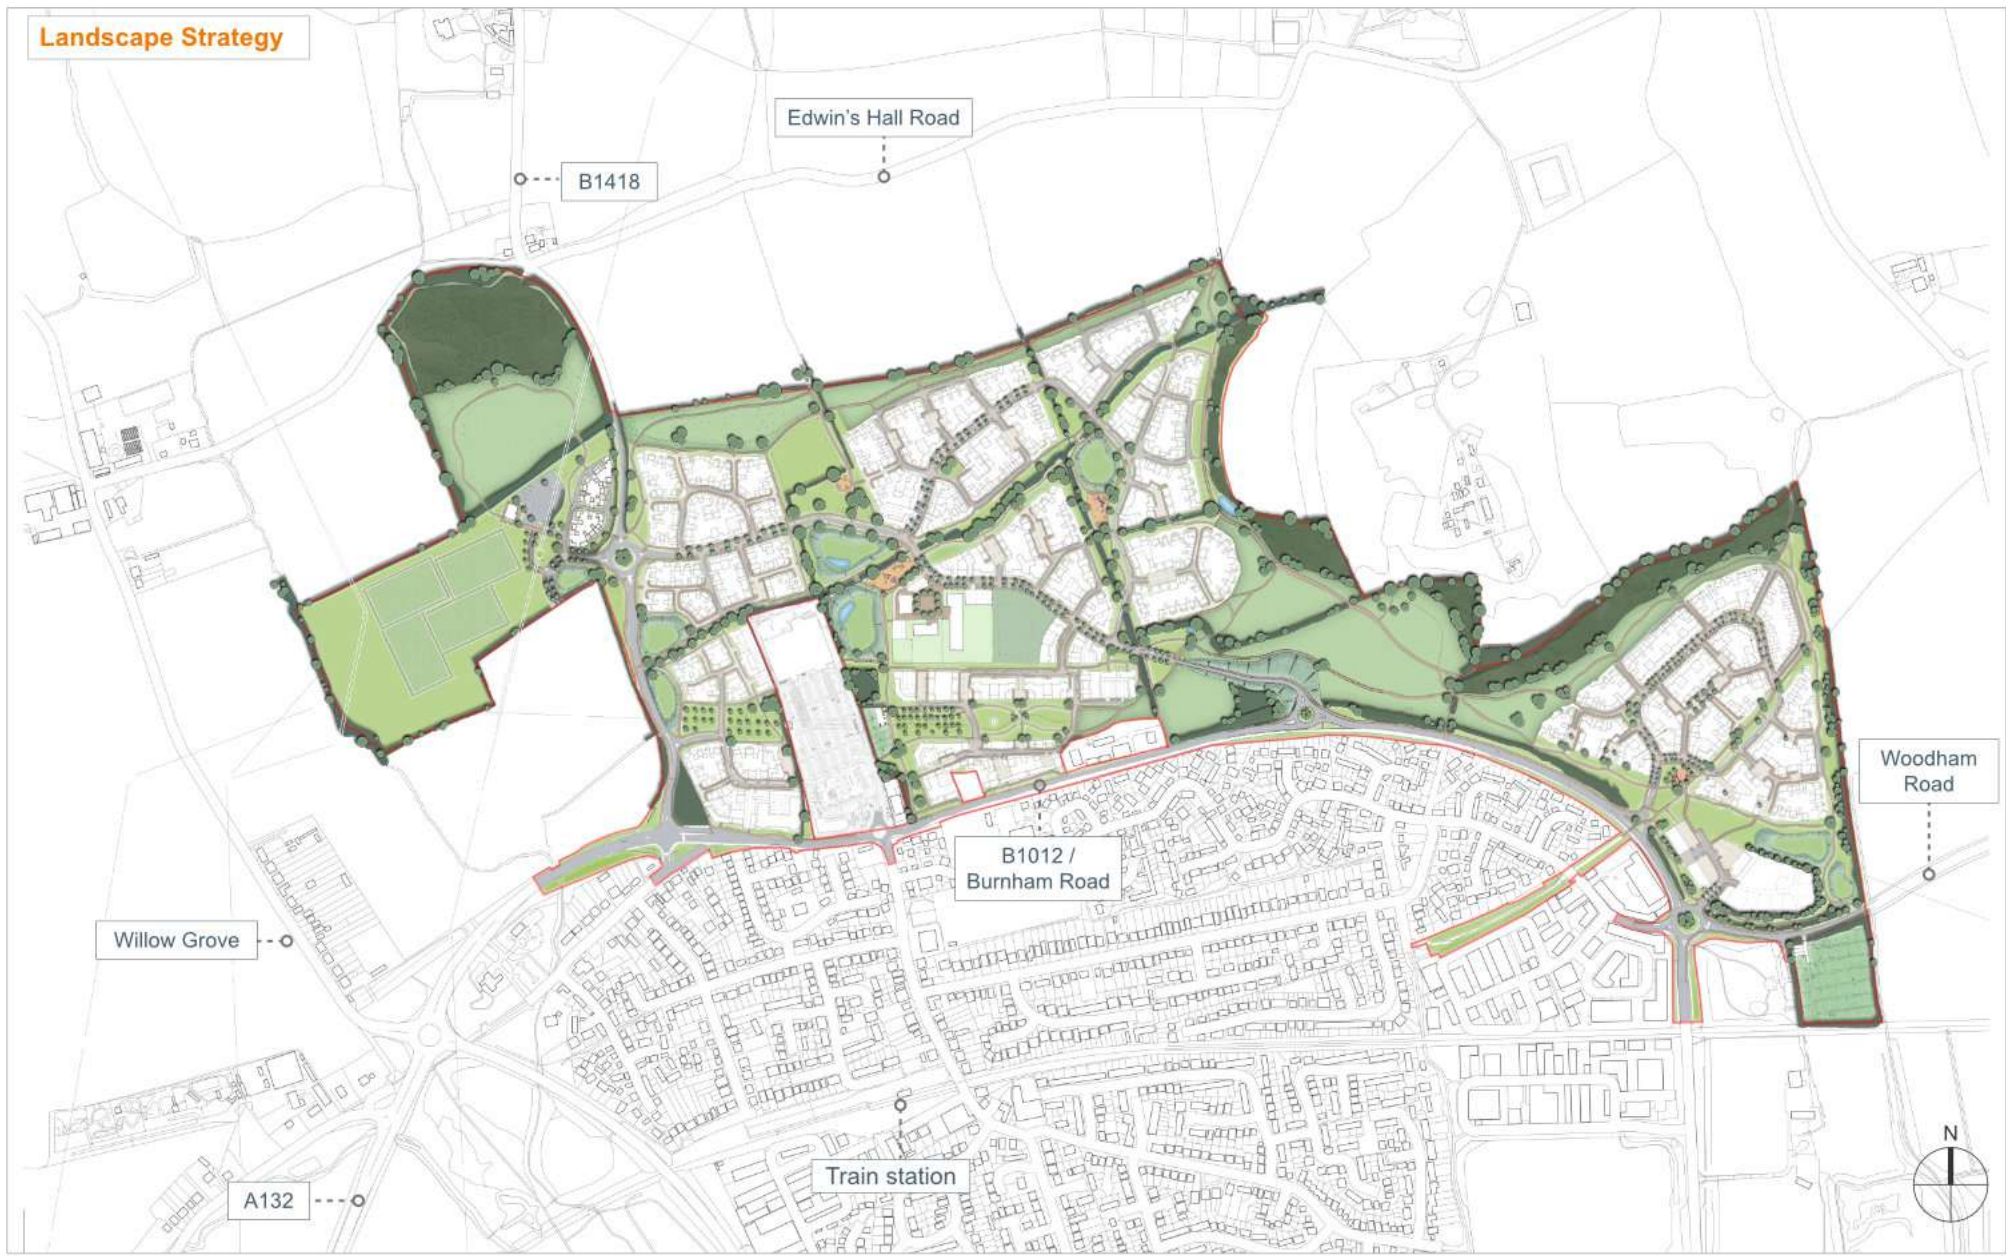 Landscape Strategy
Edwin's Hall Road
B1418
Woodham
Road
B1012 /
Burnham Road
Willow Grove
Train station
A132
N